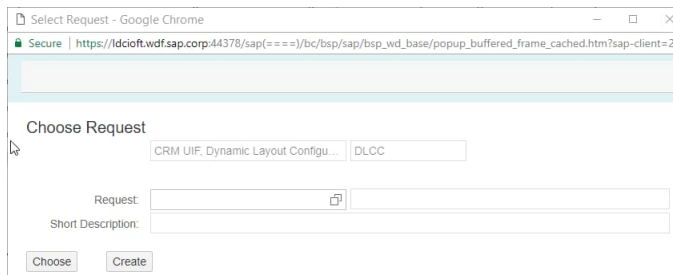 Select Request - Google Chrome
Secure | https://ldcioft.wdf.sap.corp:44378/sap(====)/bc/bsp/sap/bsp_wd_base/popup_buffered_frame_cached.htm?sap-client=2
Choose Request
CRM UIF, Dynamic Layout Configu... DLCC
Request:
Short Description:
Choose Create